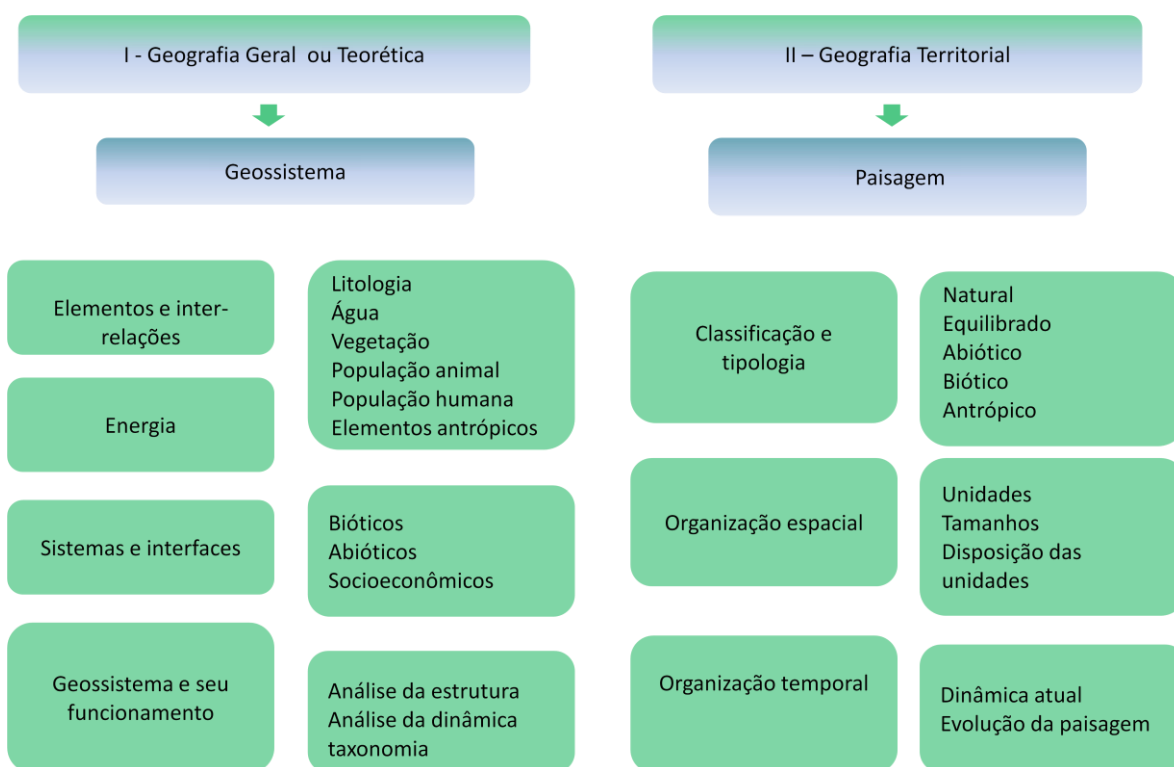 I - Geografia Geral ou Teorética
Geossistema
Elementos e inter-
relações
Litologia
Água
Vegetação
População animal
População humana
Elementos antrópicos
Energia
Sistemas e interfaces
Bióticos
Abióticos
Socioeconômicos
Geossistema e seu
funcionamento
Análise da estrutura
Análise da dinâmica
taxonomia
II – Geografia Territorial
Paisagem
Classificação e
tipologia
Natural
Equilibrado
Abiótico
Biótico
Antrópico
Organização espacial
Unidades
Tamanhos
Disposição das
unidades
Organização temporal
Dinâmica atual
Evolução da paisagem